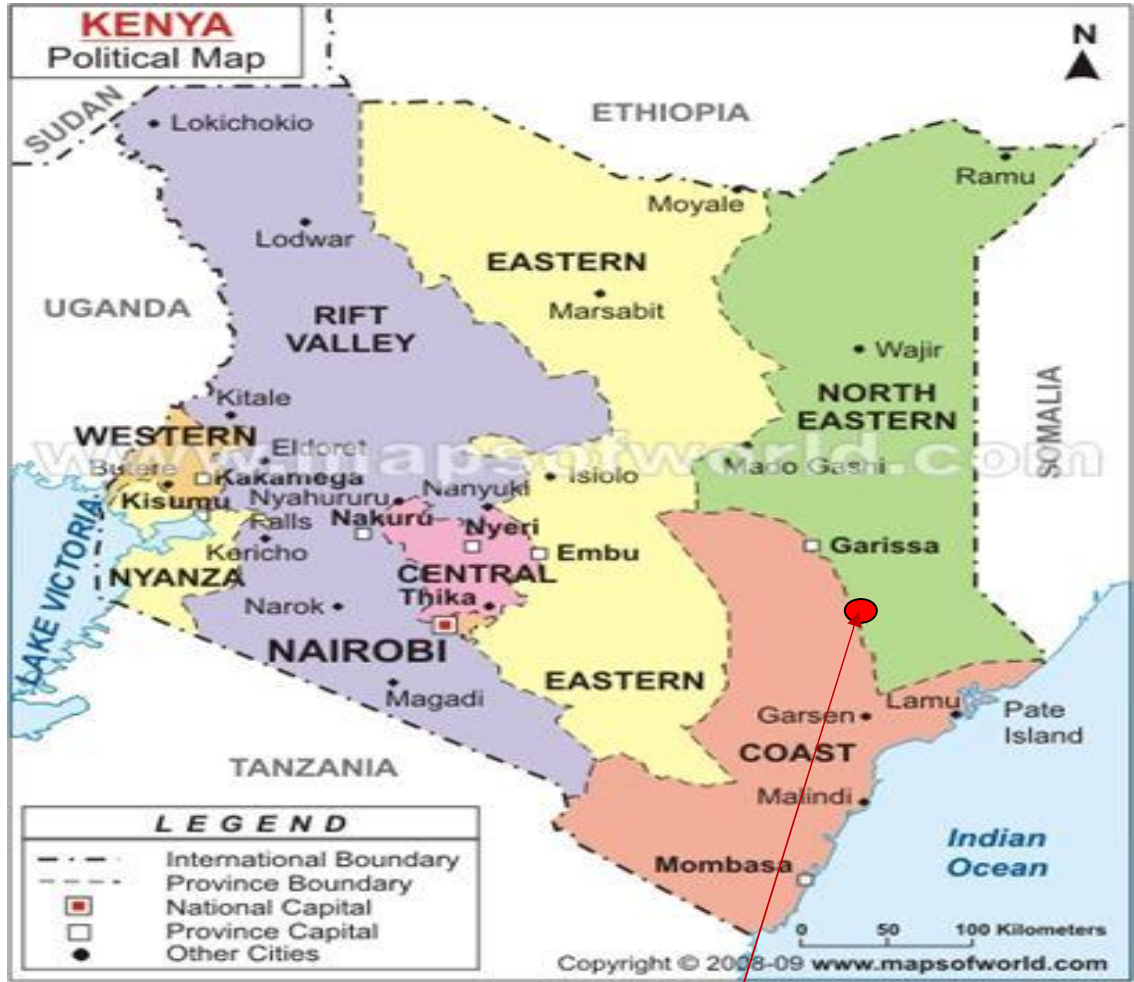 KENYA
Political Map
N
SUDAN
ETHIOPIA
Lokichokio
Ramu
Moyale
Lodwar
EASTERN
UGANDA
Marsabit
RIFT
VALLEY
Wajir
SOMALIA
Kitale
NORTH
EASTERN
WESTERN
Eldoret
www.mapsofworld.com
Butere
Kakamega
Mado Gashi
Isiolo
Kisumu
Nyahururu
Nanyuki
Falls
Nakuru
Nyeri
Kericho
Embu
Garissa
LAKE VICTORIA
NYANZA
CENTRAL
Thika
Narok
NAIROBI
Magadi
EASTERN
Garsen
Lamu
Pate
Island
COAST
TANZANIA
Malindi
LEGEND
International Boundary
Province Boundary
National Capital
Province Capital
Other Cities
Indian
Ocean
Mombasa
0 50 100 Kilometers
Copyright © 2008-09 www.mapsofworld.com